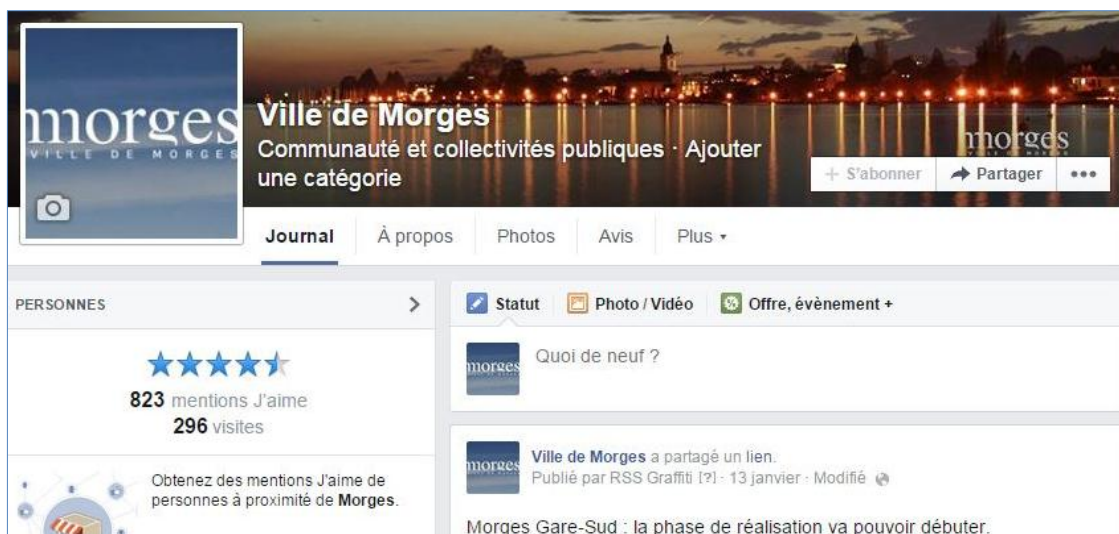 morges
VILLE DE MORGES
Ville de Morges
Communauté et collectivités publiques · Ajouter
une catégorie
morges
VILLE DE MORGES
+ S'abonner
Partager
•••
Journal
À propos
Photos
Avis
Plus
PERSONNES
823 mentions J'aime
296 visites
Obtenez des mentions J'aime de
personnes à proximité de Morges.
Statut
Photo / Vidéo
Offre, évènement +
morges
Quoi de neuf ?
morges
Ville de Morges a partagé un lien.
Publié par RSS Graffiti [?] · 13 janvier · Modifié
Morges Gare-Sud : la phase de réalisation va pouvoir débuter.